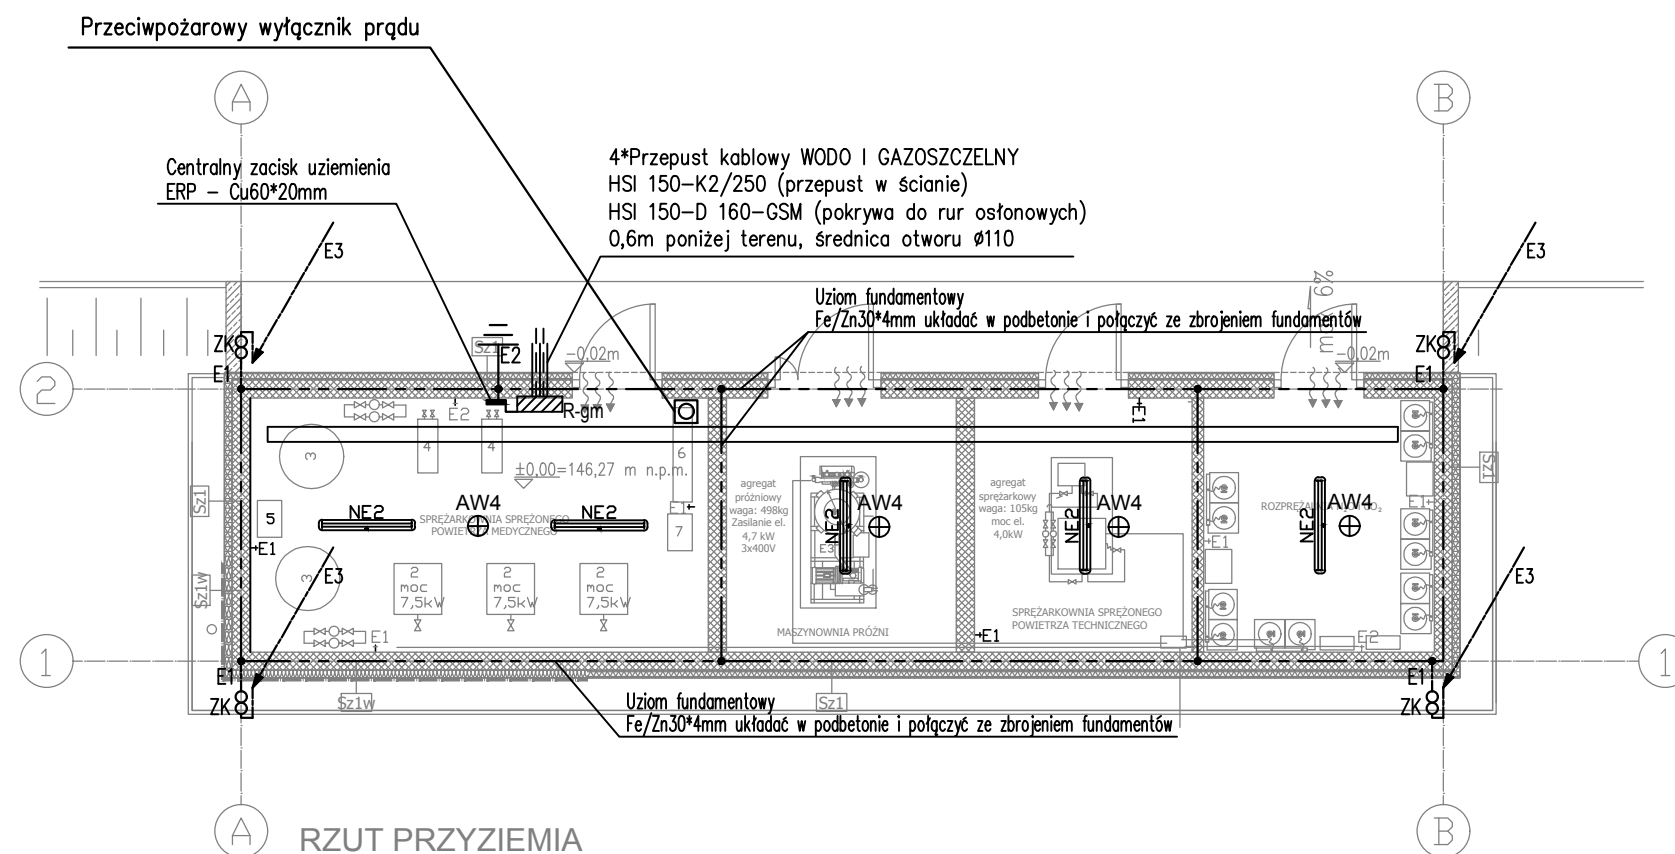 Przeciwpożarowy wyłącznik prądu
A
B
Centralny zacisk uziemienia
ERP – Cu60*20mm
4*Przepust kablowy WODO I GAZOSZCZELNY
HSI 150–K2/250 (przepust w ścianie)
HSI 150–D 160–GSM (pokrywa do rur osłonowych)
0,6m poniżej terenu, średnica otworu Ø110
E3
E3
Uziom fundamentowy
Fe/Zn30*4mm układać w podbetonie i połączyć ze zbrojeniem fundamentów
6%
ZK
Sz1
E2
-0,02m
-0,02m
ZK
E1
E1
2
E2
R-gm
E1
3
4
4
6
±0,00=146,27 m n.p.m.
Sz1
Sz1
5
NE2
AW4
NE2
E1
7
SPRĘŻARKOWNIA SPRĘŻONEGO
POWIETRZA MEDYCZNEGO
agregat
próżniowy
waga: 498kg
Zasilanie el.
4,7 kW
3x400V
NE2
AW4
E3
agregat
sprężarkowy
waga: 105kg
moc el.
4,0kW
NE2
AW4
NE2
AW4
E1
E1
E1
3
E3
E3
Sz1w
2
moc
7,5kW
2
moc
7,5kW
2
moc
7,5kW
E1
MASZYNOWNIA PRÓŻNI
SPRĘŻARKOWNIA SPRĘŻONEGO
POWIETRZA TECHNICZNEGO
E1
E2
1
1
E1
E1
ZK
Sz1w
Sz1
ZK
Uziom fundamentowy
Fe/Zn30*4mm układać w podbetonie i połączyć ze zbrojeniem fundamentów
A
B
RZUT PRZYZIEMIA